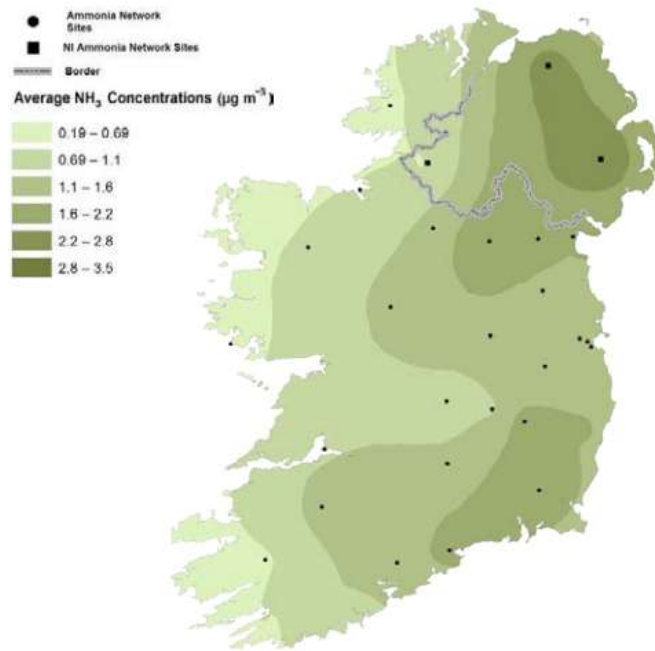 Ammonia Network
Sites
NI Ammonia Network Sites
Border
Average NH₃ Concentrations (µg m⁻³)
0.19 – 0.69
0.69 – 1.1
1.1 – 1.6
1.6 – 2.2
2.2 – 2.8
2.8 – 3.5